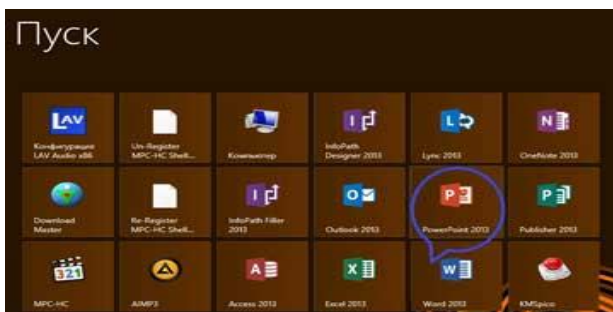 Пуск
LAV
Конфигурация LAV Audio x86
Un-Register MPC-HC Shell...
Компьютер
InfoPath Designer 2013
Lync 2013
OneNote 2013
Download Master
Re-Register MPC-HC Shell...
InfoPath Filler 2013
Outlook 2013
PowerPoint 2013
Publisher 2013
321
MPC-HC
AIMP3
Access 2013
Excel 2013
Word 2013
KMSpico